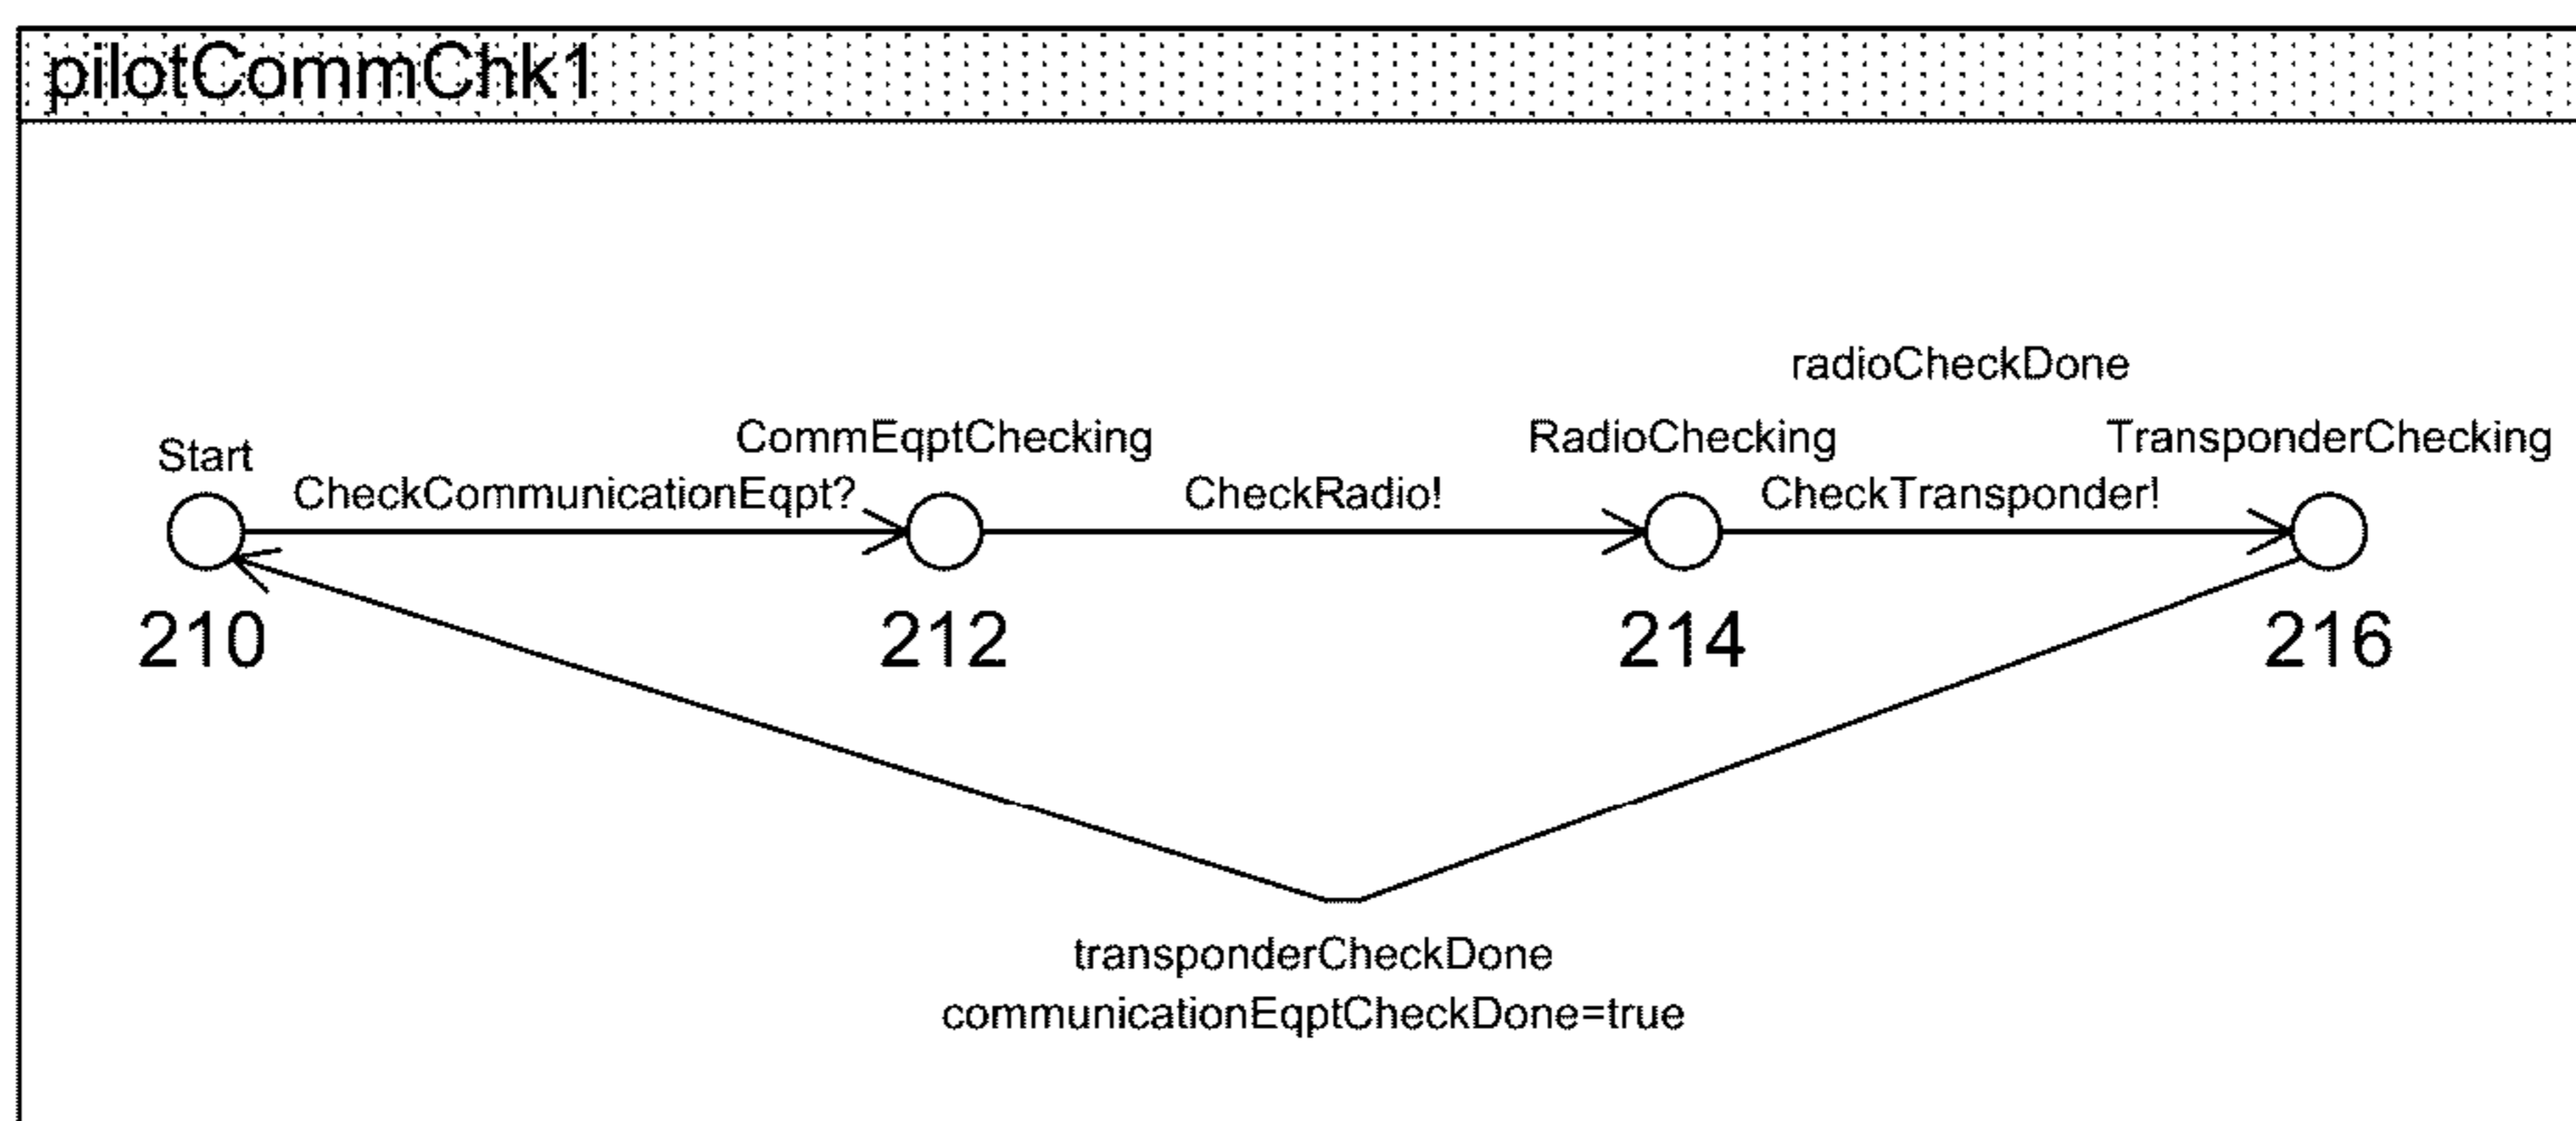 pilotCommChk1
radioCheckDone
Start
CommEqptChecking
RadioChecking
TransponderChecking
CheckCommunicationEqpt?
CheckRadio!
CheckTransponder!
210
212
214
216
transponderCheckDone
communicationEqptCheckDone=true